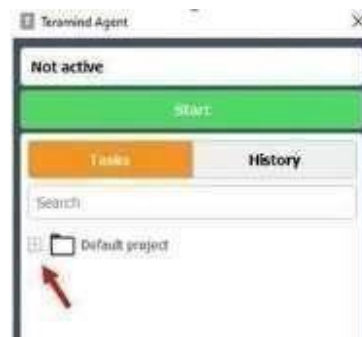 Teramind Agent
Not active
Start
Tasks History
Search
Default project